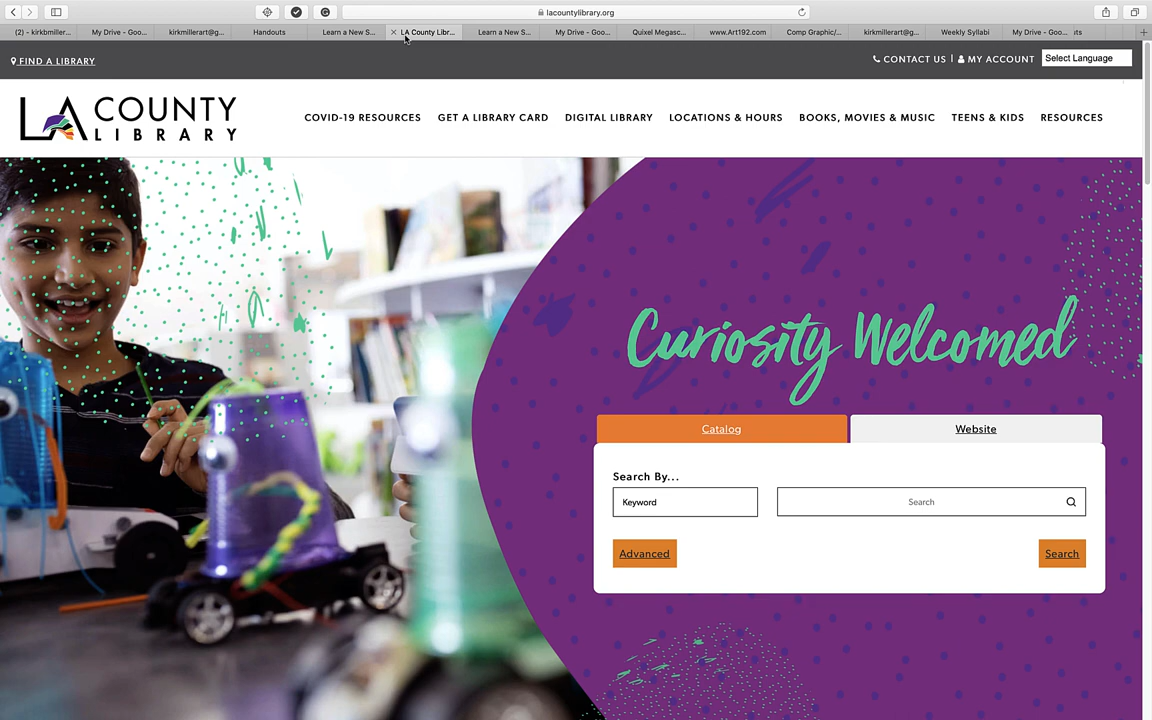 lacountylibrary.org
(2) - kirkbmiller...
My Drive - Goo...
kirkmillerart@g...
Handouts
Learn a New S...
LA County Libr...
Learn a New S...
My Drive - Goo...
Quixel Megasc...
www.Art192.com
Comp Graphic/...
kirkmillerart@g...
Weekly Syllabi
My Drive - Goo...
FIND A LIBRARY
CONTACT US | MY ACCOUNT
Select Language
LA COUNTY
LIBRARY
COVID-19 RESOURCES
GET A LIBRARY CARD
DIGITAL LIBRARY
LOCATIONS & HOURS
BOOKS, MOVIES & MUSIC
TEENS & KIDS
RESOURCES
Curiosity Welcomed
Catalog
Website
Search By...
Keyword
Search
Advanced
Search